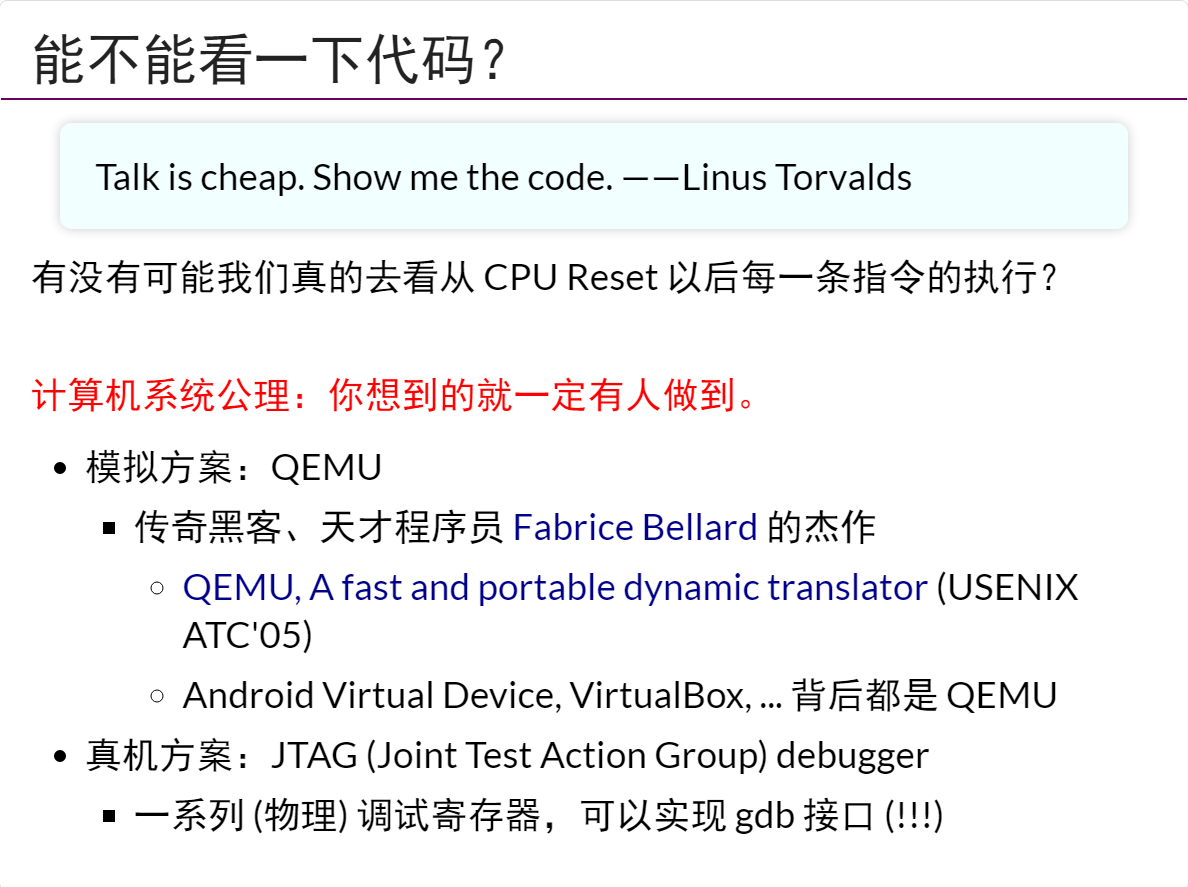 能不能看一下代码？
Talk is cheap. Show me the code. ——Linus Torvalds
有没有可能我们真的去看从 CPU Reset 以后每一条指令的执行？
计算机系统公理：你想到的就一定有人做到。
模拟方案：QEMU
传奇黑客、天才程序员 Fabrice Bellard 的杰作
QEMU, A fast and portable dynamic translator (USENIX
ATC'05)
Android Virtual Device, VirtualBox, ... 背后都是 QEMU
真机方案：JTAG (Joint Test Action Group) debugger
一系列 (物理) 调试寄存器，可以实现 gdb 接口 (!!!)